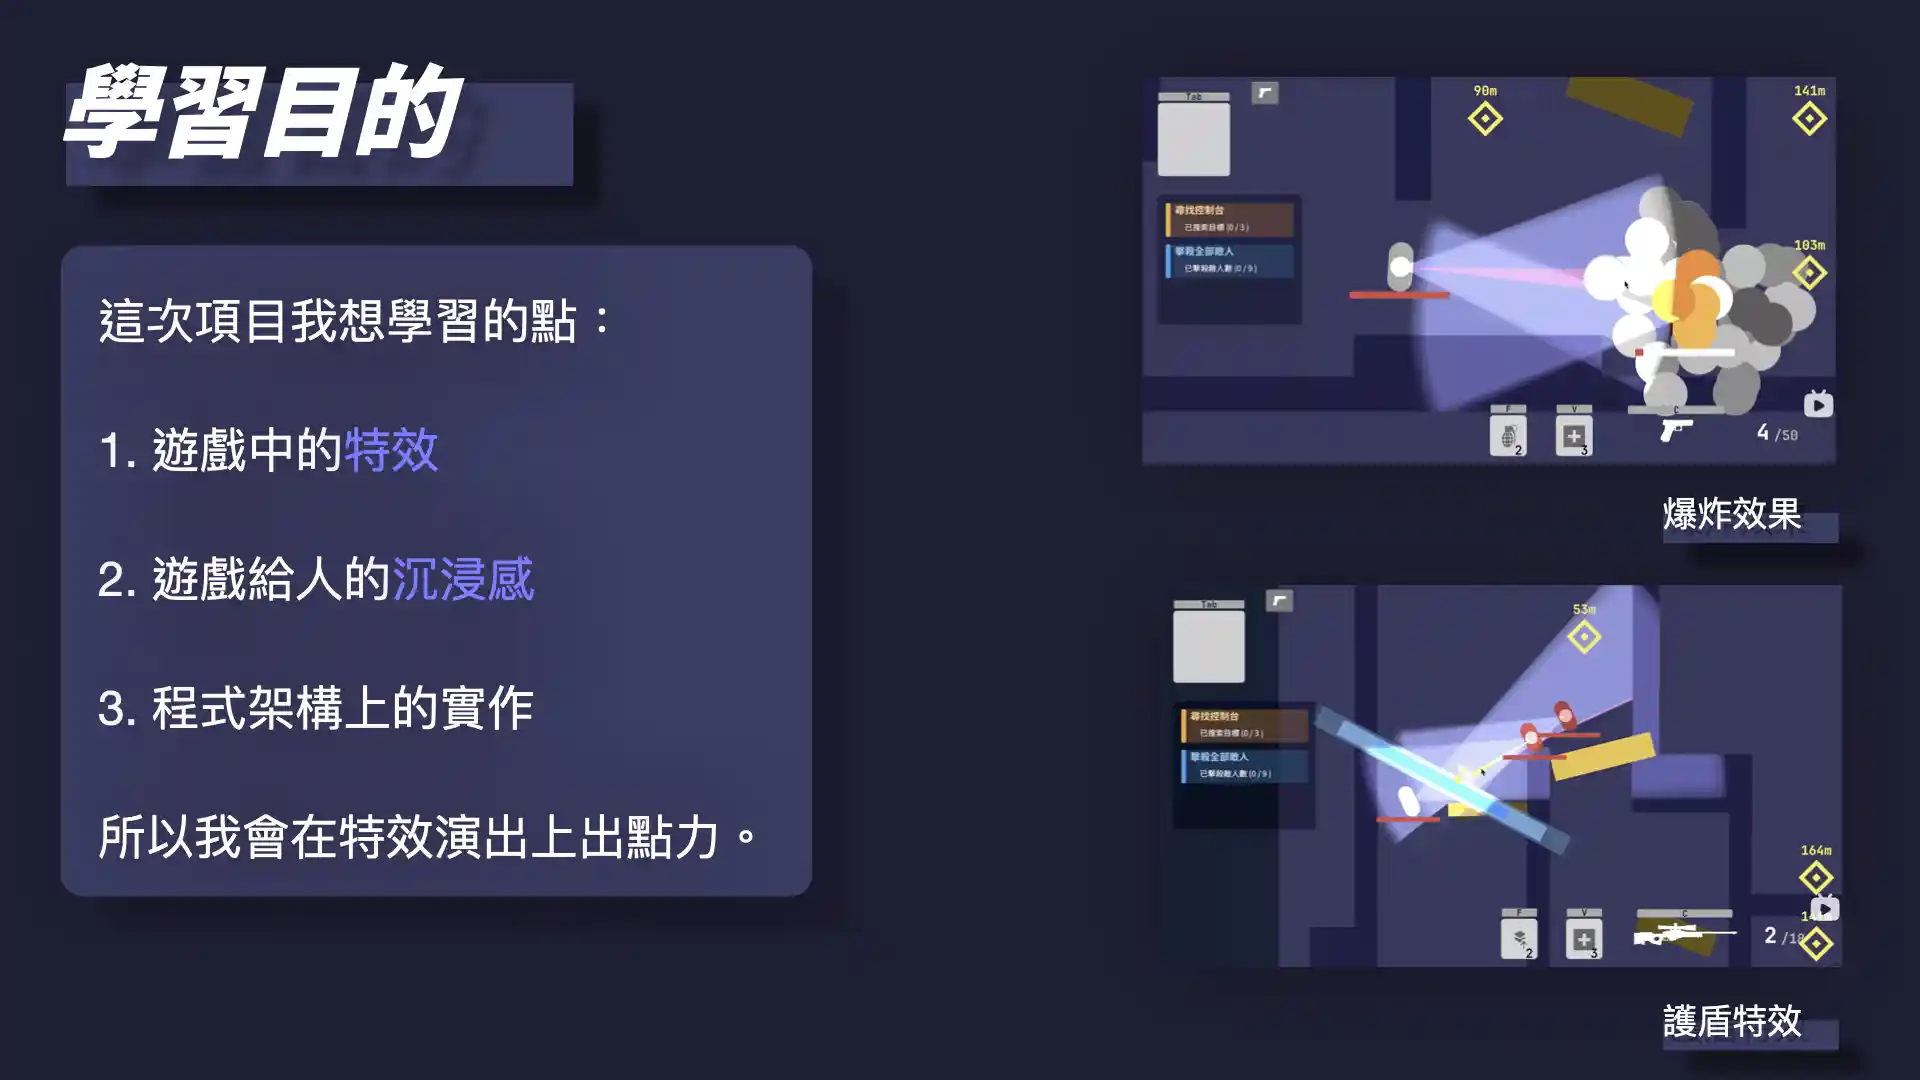 學習目的
這次項目我想學習的點：
1. 遊戲中的特效
2. 遊戲給人的沉浸感
3. 程式架構上的實作
所以我會在特效演出上出點力。
Tab
90m
141m
尋找控制台
已搜索目標(0/3)
擊殺全部敵人
已擊殺敵人數(0/9)
103m
F
2
V
3
C
4 /50
爆炸效果
Tab
53m
尋找控制台
已搜索目標(0/3)
擊殺全部敵人
已擊殺敵人數(0/9)
164m
F
2
V
3
C
2
護盾特效